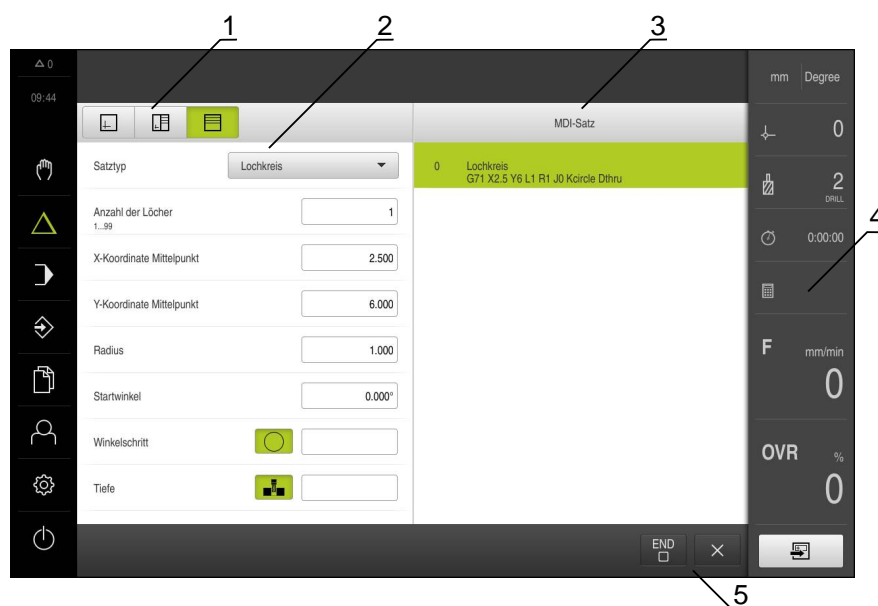 1
2
3
0
09:44
mm Degree
MDI-Satz
0
Satztyp Lochkreis
0 Lochkreis
G71 X2.5 Y6 L1 R1 J0 Kcircle Dthru
2
DRILL
Anzahl der Löcher
1...99
1
4
0:00:00
X-Koordinate Mittelpunkt 2.500
Y-Koordinate Mittelpunkt 6.000
Radius 1.000
F mm/min
0
Startwinkel 0.000°
Winkelschritt
OVR %
0
Tiefe
END
5